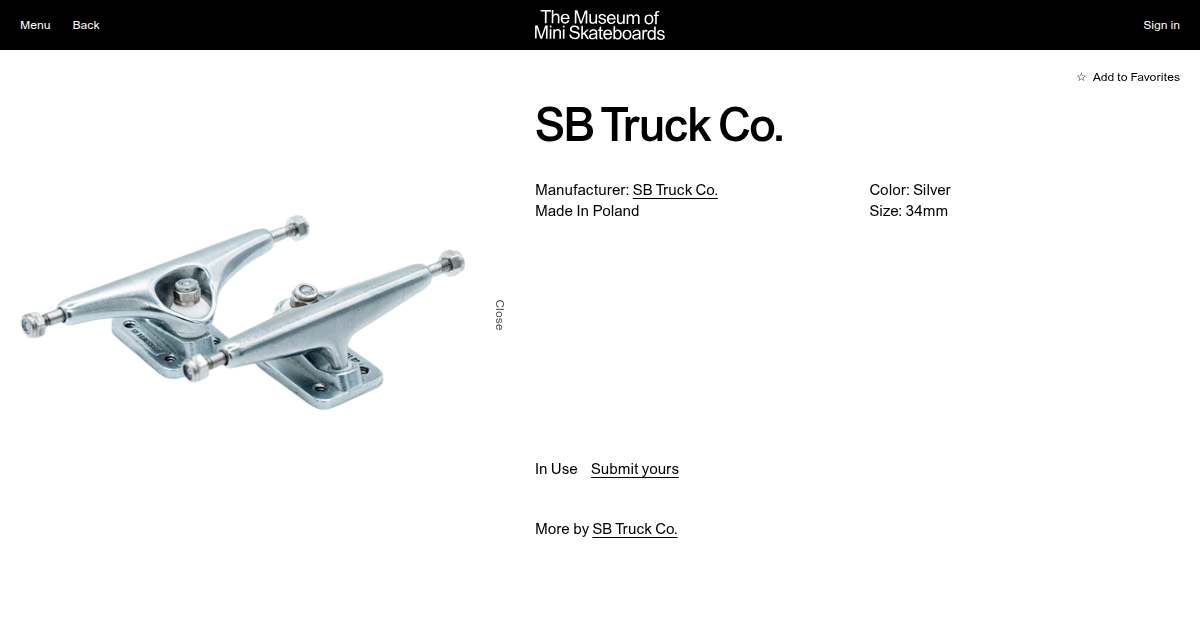 Menu
Back
The Museum of
Mini Skateboards
Sign in
☆ Add to Favorites
SB Truck Co.
Manufacturer: SB Truck Co.
Made In Poland
Color: Silver
Size: 34mm
Close
In Use
Submit yours
More by SB Truck Co.